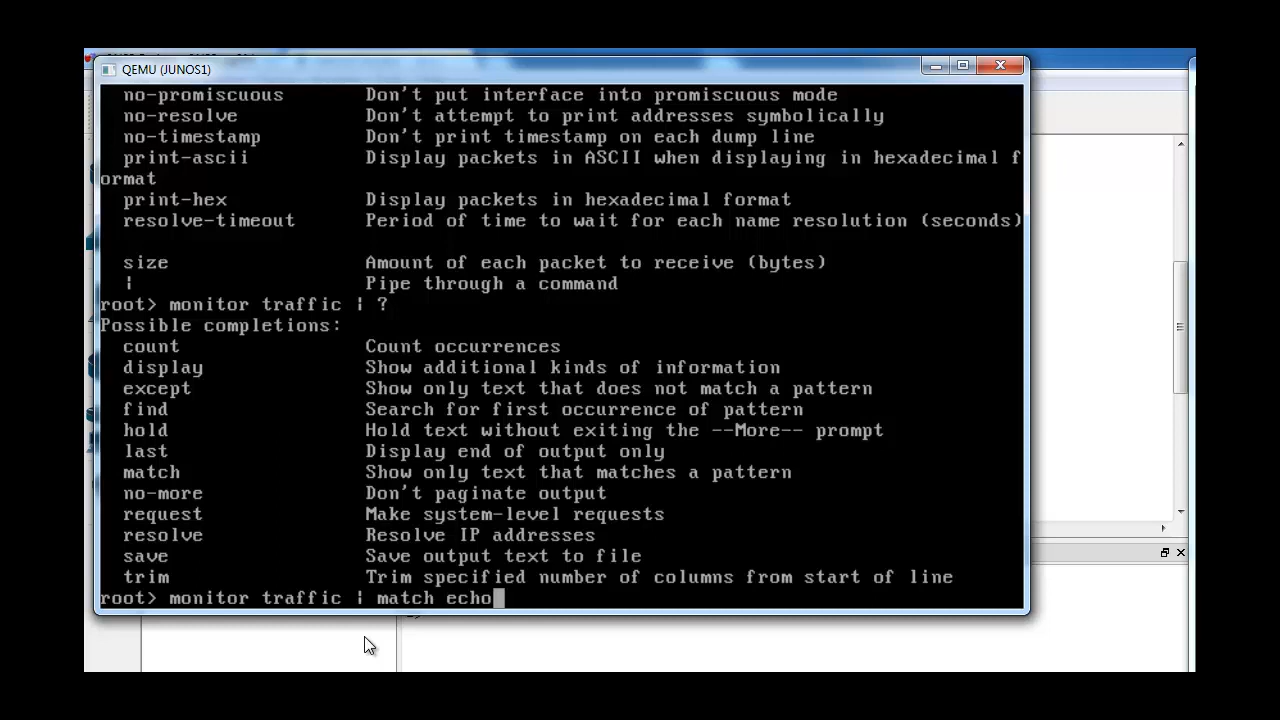 QEMU (JUNOS1)
no-promiscuous Don't put interface into promiscuous mode
no-resolve Don't attempt to print addresses symbolically
no-timestamp Don't print timestamp on each dump line
print-ascii Display packets in ASCII when displaying in hexadecimal f
ormat
print-hex Display packets in hexadecimal format
resolve-timeout Period of time to wait for each name resolution (seconds)
size Amount of each packet to receive (bytes)
| Pipe through a command
root> monitor traffic | ?
Possible completions:
count Count occurrences
display Show additional kinds of information
except Show only text that does not match a pattern
find Search for first occurrence of pattern
hold Hold text without exiting the --More-- prompt
last Display end of output only
match Show only text that matches a pattern
no-more Don't paginate output
request Make system-level requests
resolve Resolve IP addresses
save Save output text to file
trim Trim specified number of columns from start of line
root> monitor traffic | match echo